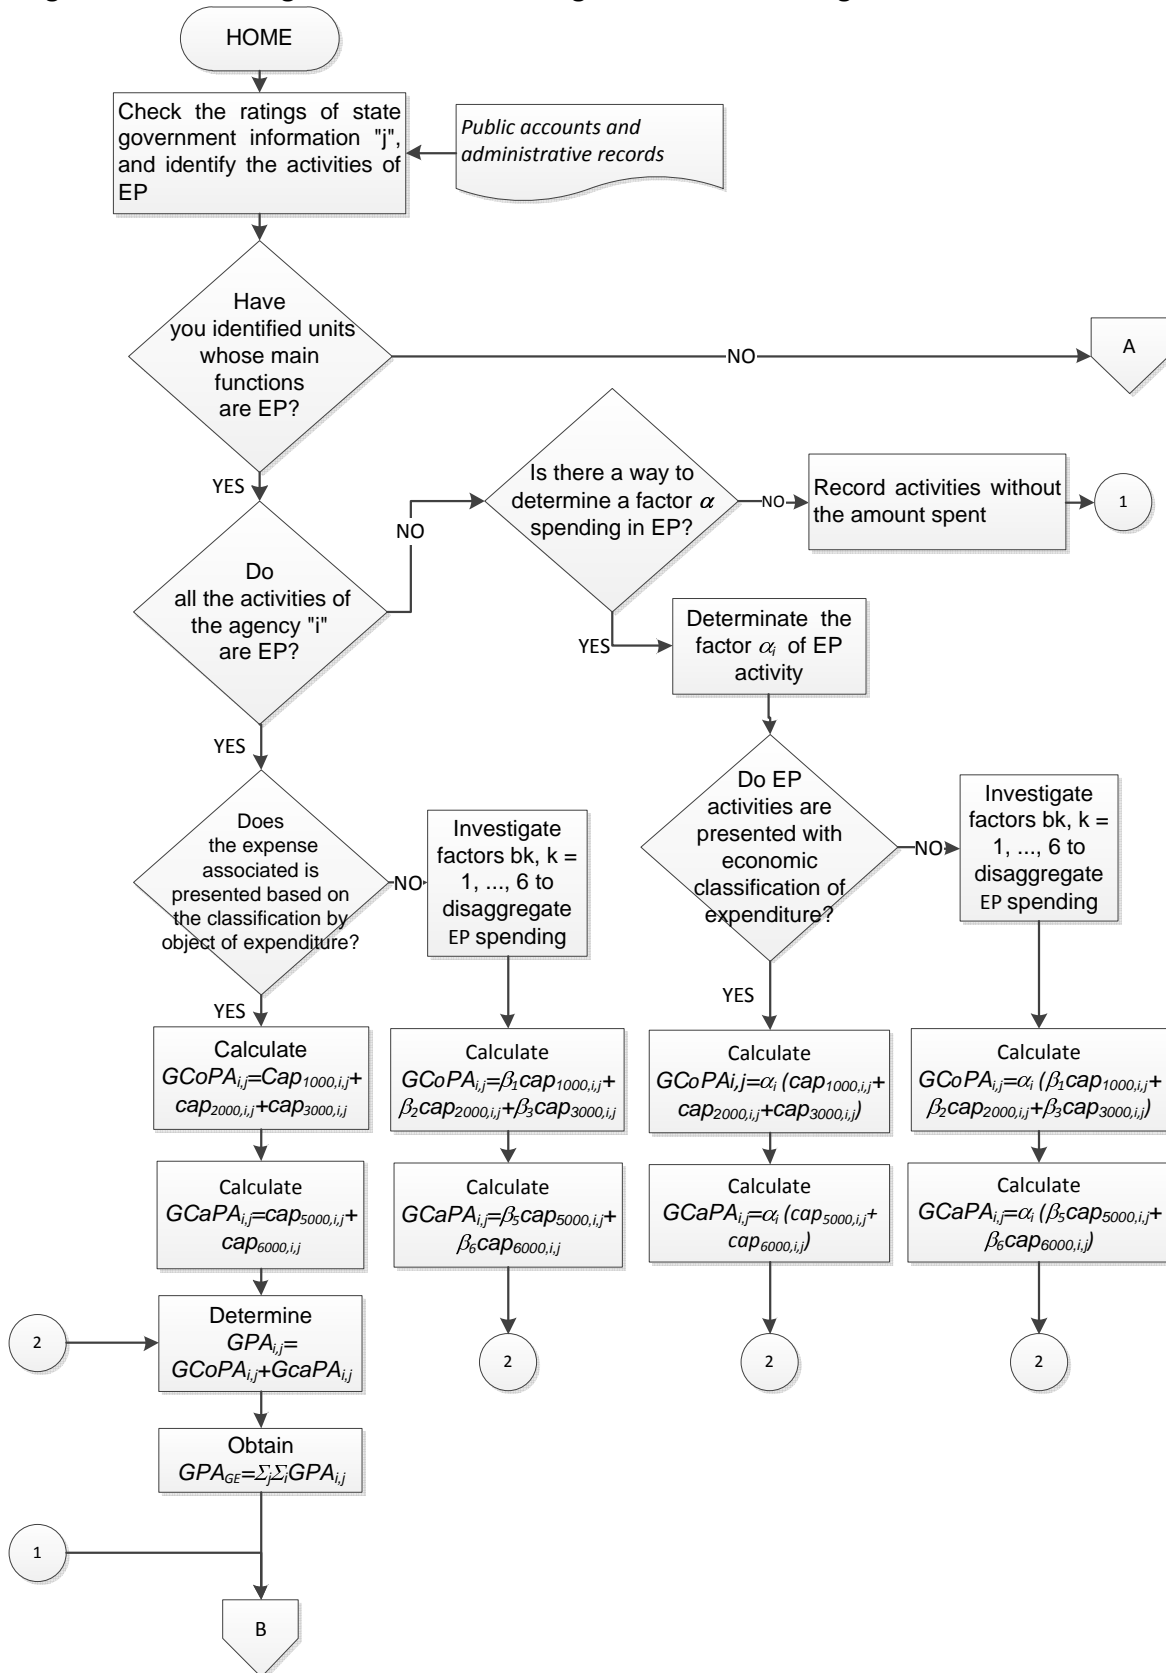 HOME
Check the ratings of state
government information "j",
and identify the activities of
EP
Public accounts and
administrative records
Have
you identified units
whose main
functions
are EP?
NO
A
YES
Is there a way to
determine a factor α
spending in EP?
NO
Record activities without
the amount spent
1
NO
Do
all the activities of
the agency "i"
are EP?
YES
Determinate the
factor αi of EP
activity
YES
Does
the expense
associated is
presented based on
the classification by
object of expenditure?
NO
Investigate
factors bk, k =
1, ..., 6 to
disaggregate
EP spending
Do EP
activities are
presented with
economic
classification of
expenditure?
NO
Investigate
factors bk, k =
1, ..., 6 to
disaggregate
EP spending
YES
YES
Calculate
GCoPAi,j=Cap1000,i,j+
cap2000,i,j+cap3000,i,j
Calculate
GCoPAi,j=β1cap1000,i,j+
β2cap2000,i,j+β3cap3000,i,j
Calculate
GCoPAi,j=αi (cap1000,i,j+
cap2000,i,j+cap3000,i,j)
Calculate
GCoPAi,j=αi (β1cap1000,i,j+
β2cap2000,i,j+β3cap3000,i,j)
Calculate
GCaPAi,j=cap5000,i,j+
cap6000,i,j
Calculate
GCaPAi,j=β5cap5000,i,j+
β6cap6000,i,j
Calculate
GCaPAi,j=αi (cap5000,i,j+
cap6000,i,j)
Calculate
GCaPAi,j=αi (β5cap5000,i,j+
β6cap6000,i,j)
2
Determine
GPAi,j=
GCoPAi,j+GcaPAi,j
2
2
2
Obtain
GPAGE=ΣjΣiGPAi,j
1
B